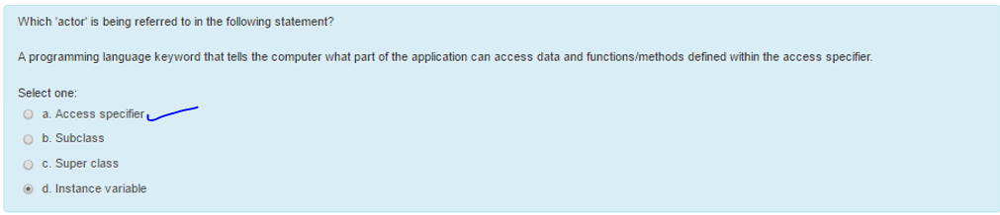 Which 'actor' is being referred to in the following statement?
A programming language keyword that tells the computer what part of the application can access data and functions/methods defined within the access specifier.
Select one:
a. Access specifier
b. Subclass
c. Super class
d. Instance variable